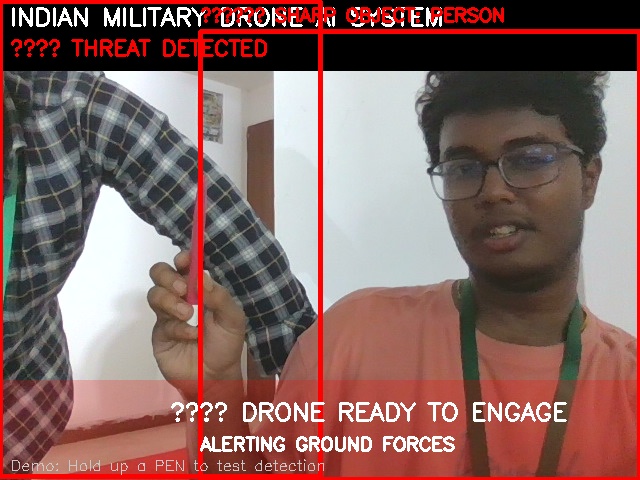 INDIAN MILITARY DRONE AI SYSTEM
SHARP OBJECT: PERSON
???? THREAT DETECTED
???? DRONE READY TO ENGAGE
ALERTING GROUND FORCES
Demo: Hold up a PEN to test detection